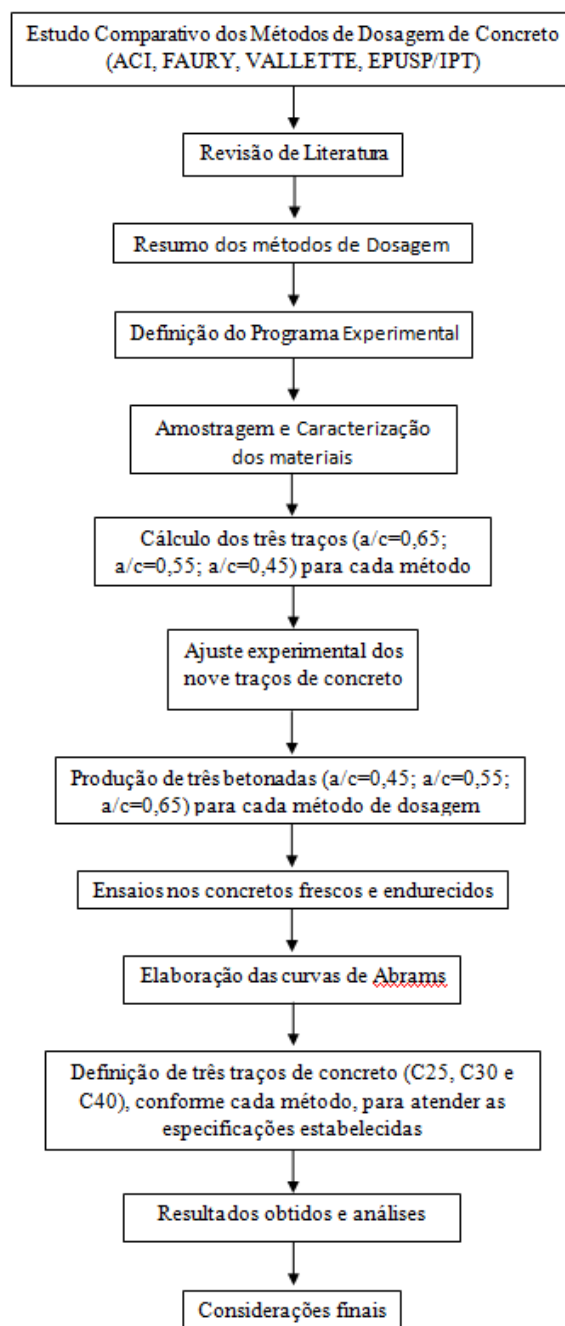 Estudo Comparativo dos Métodos de Dosagem de Concreto
(ACI, FAURY, VALLETTE, EPUSP/IPT)
Revisão de Literatura
Resumo dos métodos de Dosagem
Definição do Programa Experimental
Amostragem e Caracterização
dos materiais
Cálculo dos três traços (a/c=0,65;
a/c=0,55; a/c=0,45) para cada método
Ajuste experimental dos
nove traços de concreto
Produção de três betonadas (a/c=0,45; a/c=0,55;
a/c=0,65) para cada método de dosagem
Ensaios nos concretos frescos e endurecidos
Elaboração das curvas de Abrams
Definição de três traços de concreto (C25, C30 e
C40), conforme cada método, para atender as
especificações estabelecidas
Resultados obtidos e análises
Considerações finais